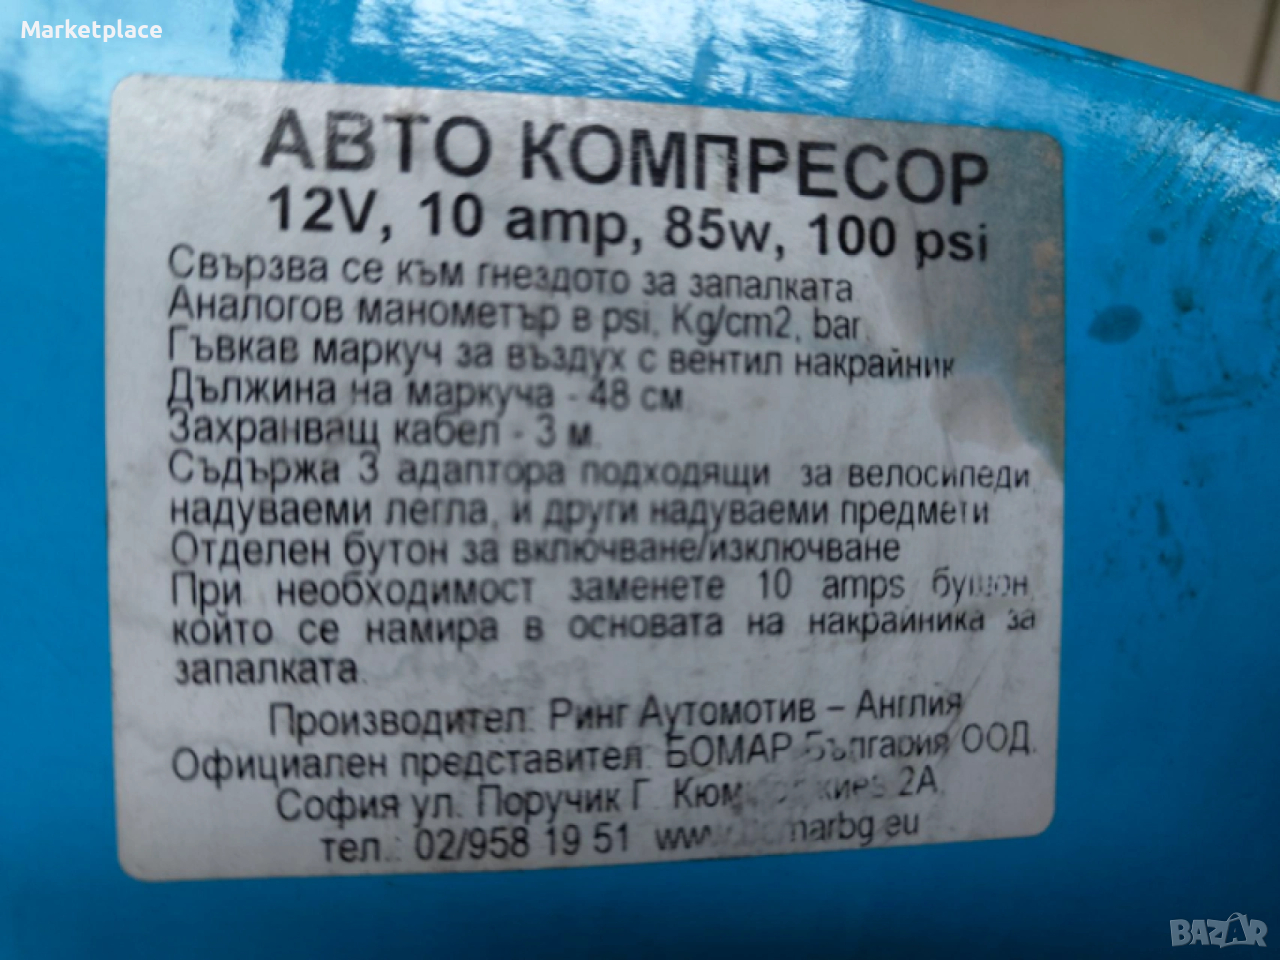 Marketplace
АВТО КОМПРЕСОР
12V, 10 amp, 85w, 100 psi
Свързва се към гнездото за запалката
Аналогов манометър в psi, Kg/cm2, bar
Гъвкав маркуч за въздух с вентил накрайник
Дължина на маркуча - 48 см.
Захранващ кабел - 3 м.
Съдържа 3 адаптора подходящи за велосипеди,
надуваеми легла, и други надуваеми предмети
Отделен бутон за включване/изключване
При необходимост заменете 10 amps бушон,
който се намира в основата на накрайника за
запалката.
Производител: Ринг Аутомотив – Англия
Официален представител: БОМАР България ООД,
София ул. Поручик Г. 2А,
тел.: 02/958 19 51
BAZAR